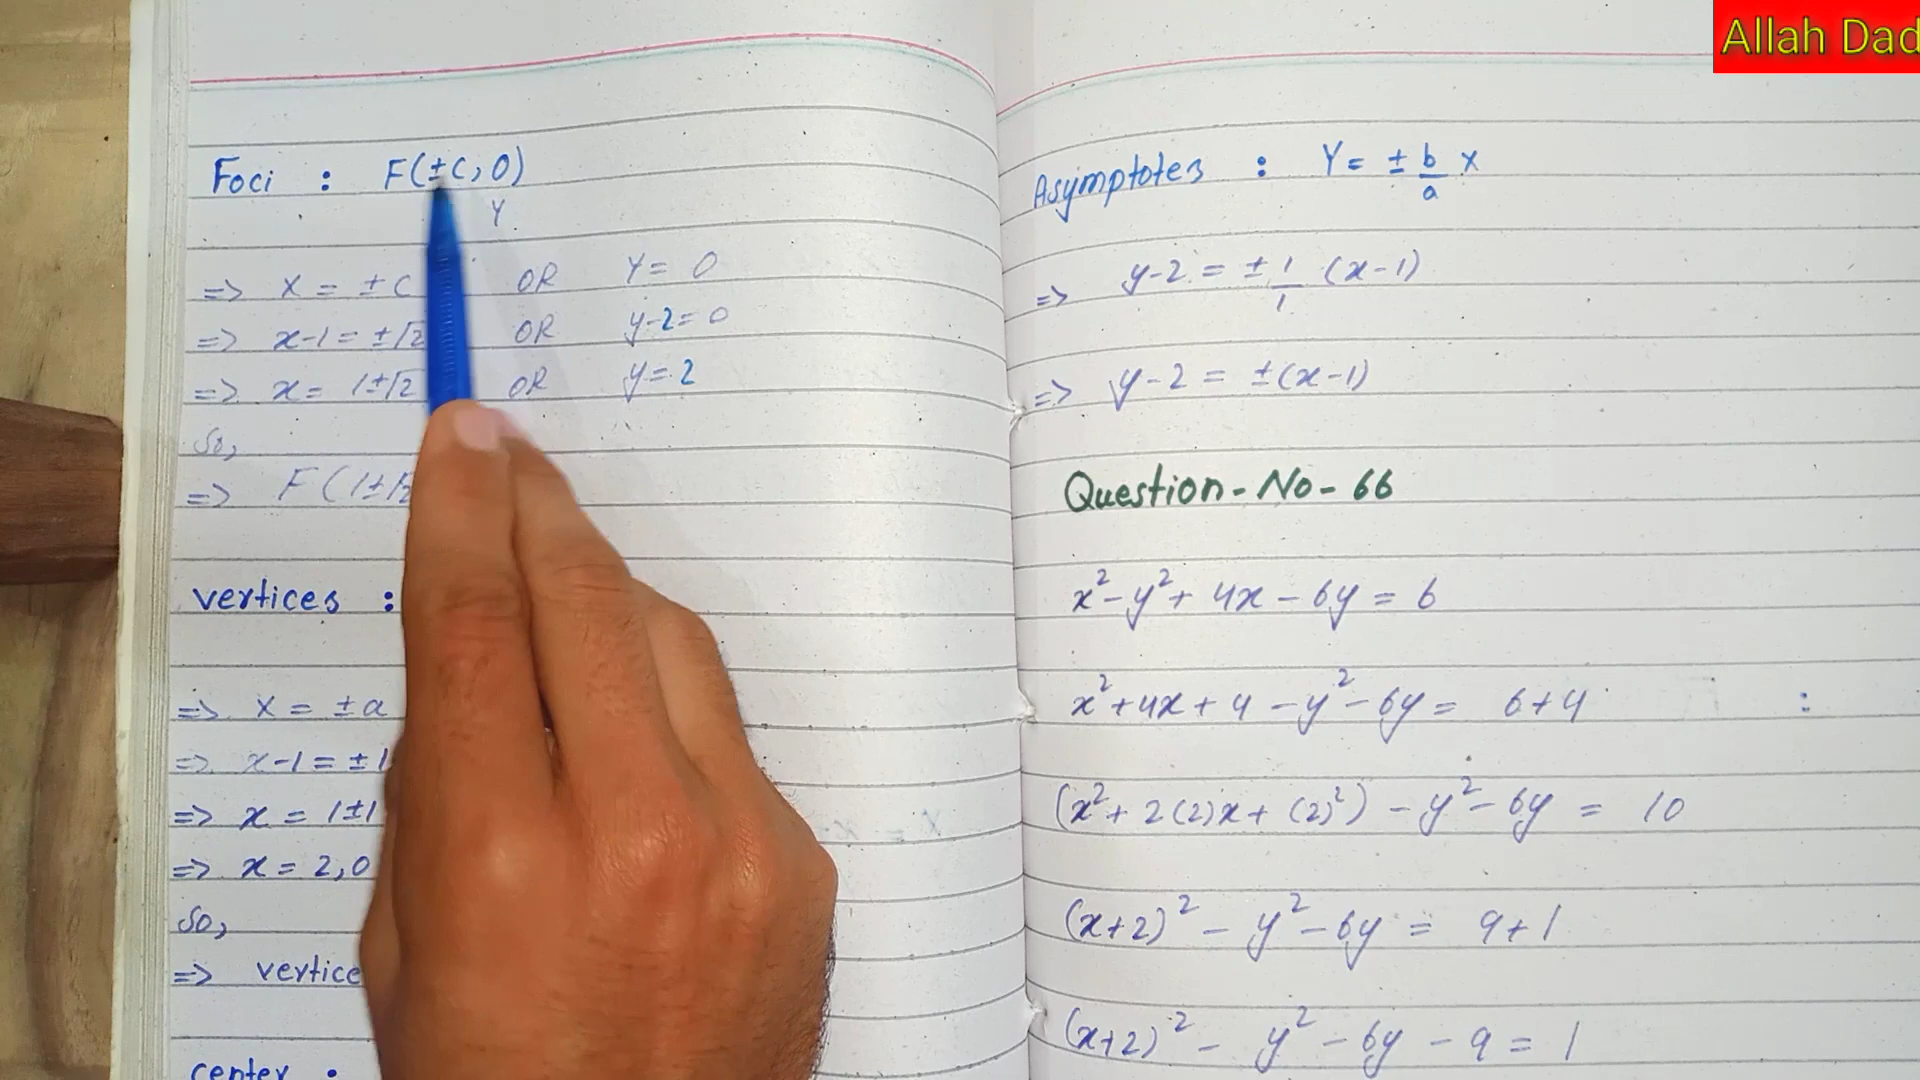 Allah Dad
Foci : F(±C, 0)
Y
=> X = ±C OR Y = 0
=> x-1 = ±√2 OR y-2 = 0
=> x = 1±√2 OR y = 2
So,
=> F(1±√2
vertices :
=> X = ±a
=> x-1 = ±1
=> x = 1±1
=> x = 2,0
So,
=> vertice
center :
Asymptotes : Y = ± b/a X
=> y-2 = ± 1/1 (x-1)
=> y-2 = ±(x-1)
Question-No-66
x²-y²+4x-6y = 6
x²+4x+4-y²-6y = 6+4
(x²+2(2)x+(2)²)-y²-6y = 10
(x+2)²-y²-6y = 9+1
(x+2)²-y²-6y-9 = 1